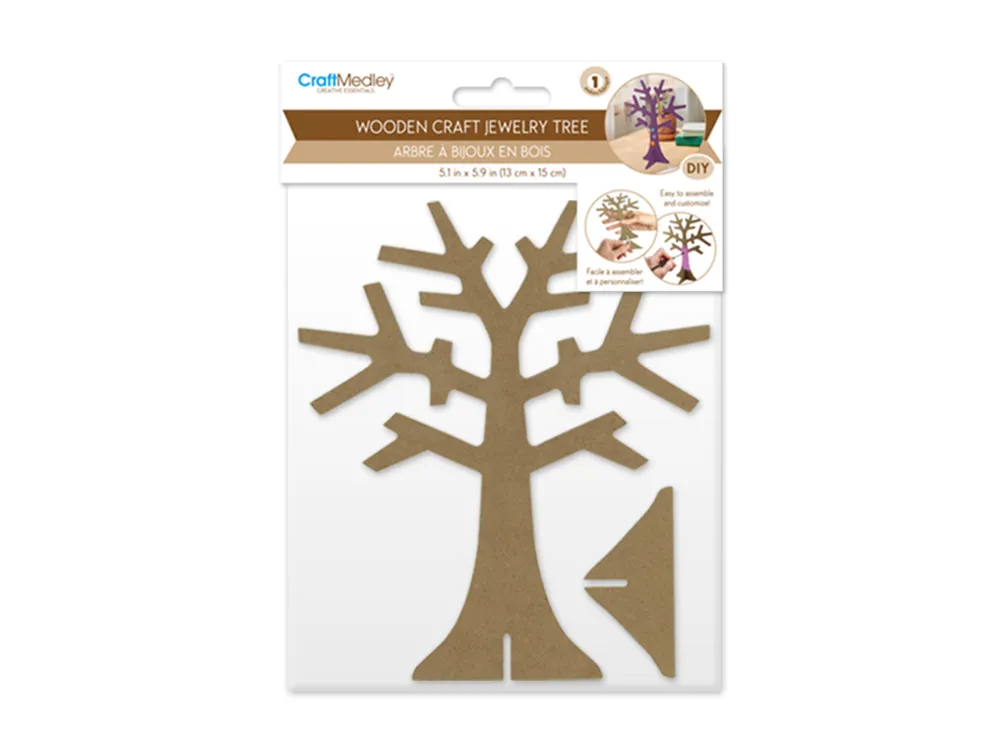 CraftMedley
CREATIVE ESSENTIALS
1
WOODEN CRAFT JEWELRY TREE
ARBRE À BIJOUX EN BOIS
5.1 in x 5.9 in (13 cm x 15 cm)
DIY
Easy to assemble
and customize!
Facile à assembler
et à personnaliser!